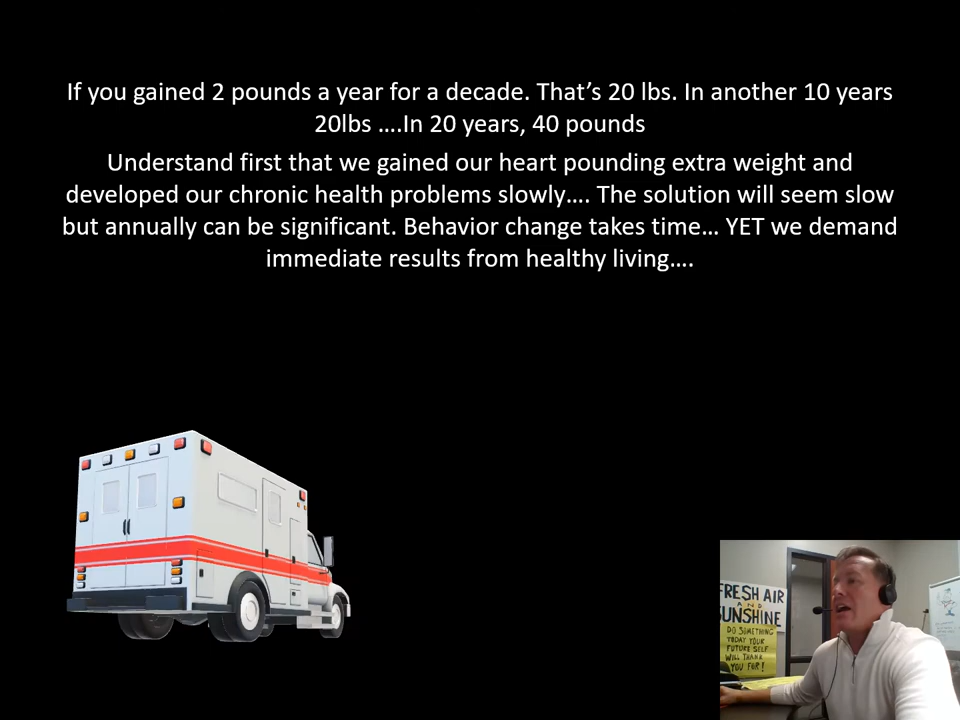 If you gained 2 pounds a year for a decade. That’s 20 lbs. In another 10 years
20lbs ….In 20 years, 40 pounds
Understand first that we gained our heart pounding extra weight and
developed our chronic health problems slowly…. The solution will seem slow
but annually can be significant. Behavior change takes time… YET we demand
immediate results from healthy living….
FRESH AIR
AND
SUNSHINE
DO SOMETHING
TODAY YOUR
FUTURE SELF
WILL THANK
YOU FOR!